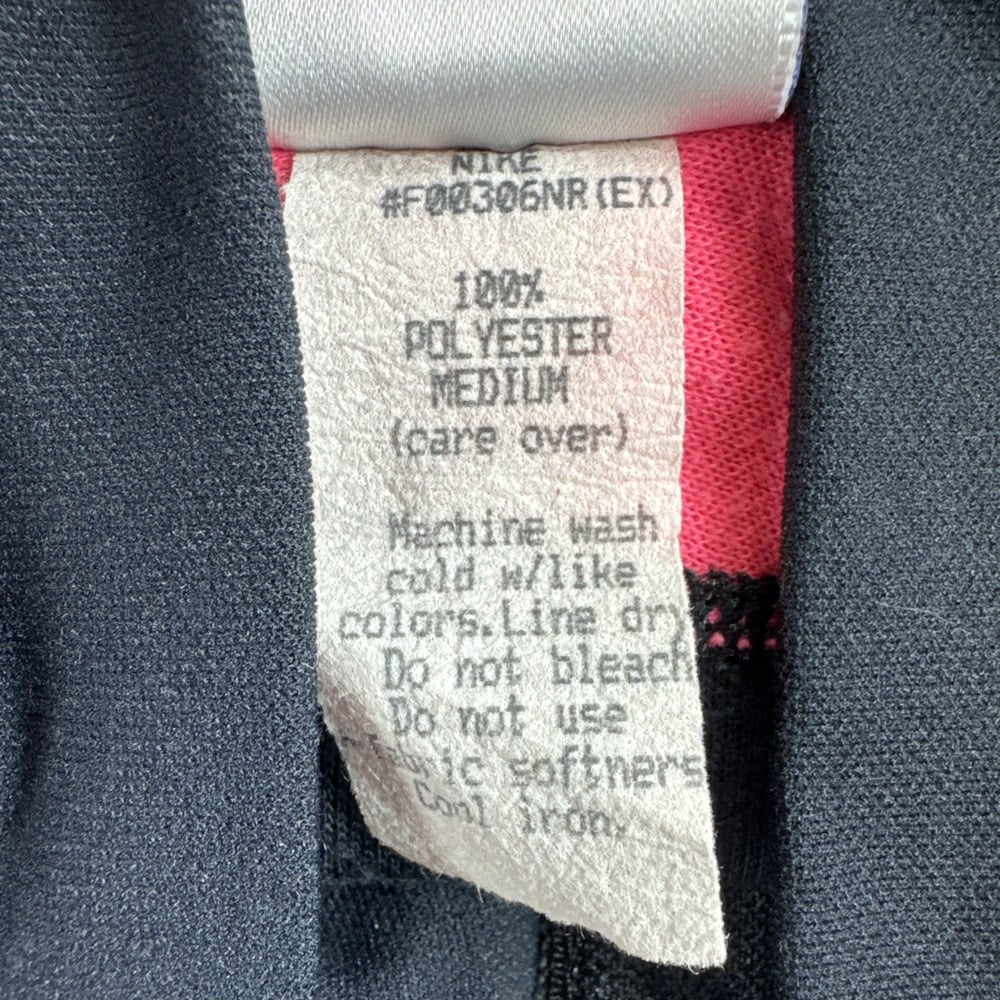 NIKE
#F00306NR(EX)
100%
POLYESTER
MEDIUM
(care over)
Machine wash
cold w/like
colors.Line dry
Do not bleach
Do not use
fabric softners
Cool iron.